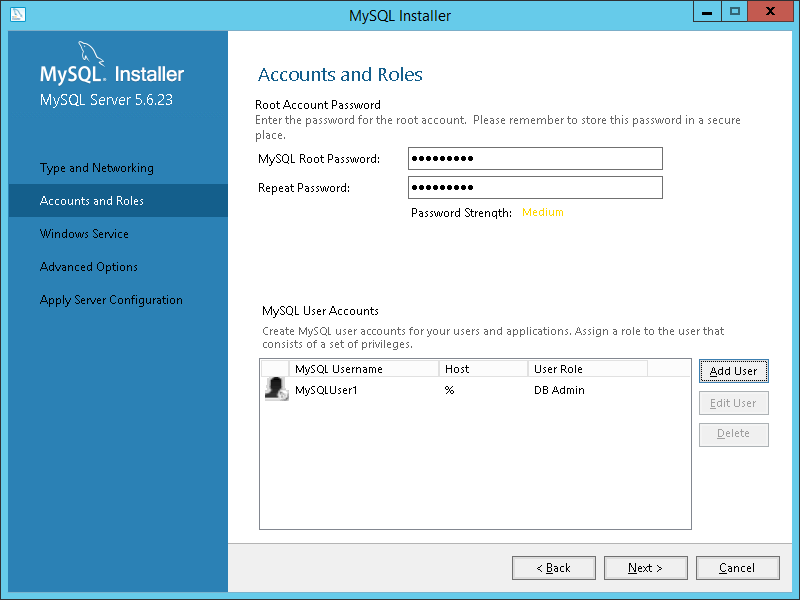 MySQL Installer
MySQL. Installer
MySQL Server 5.6.23
Type and Networking
Accounts and Roles
Windows Service
Advanced Options
Apply Server Configuration
Accounts and Roles
Root Account Password
Enter the password for the root account. Please remember to store this password in a secure
place.
MySQL Root Password: ●●●●●●●●●
Repeat Password: ●●●●●●●●●
Password Strength: Medium
MySQL User Accounts
Create MySQL user accounts for your users and applications. Assign a role to the user that
consists of a set of privileges.
MySQL Username Host User Role
MySQLUser1 % DB Admin
Add User
Edit User
Delete
< Back Next > Cancel